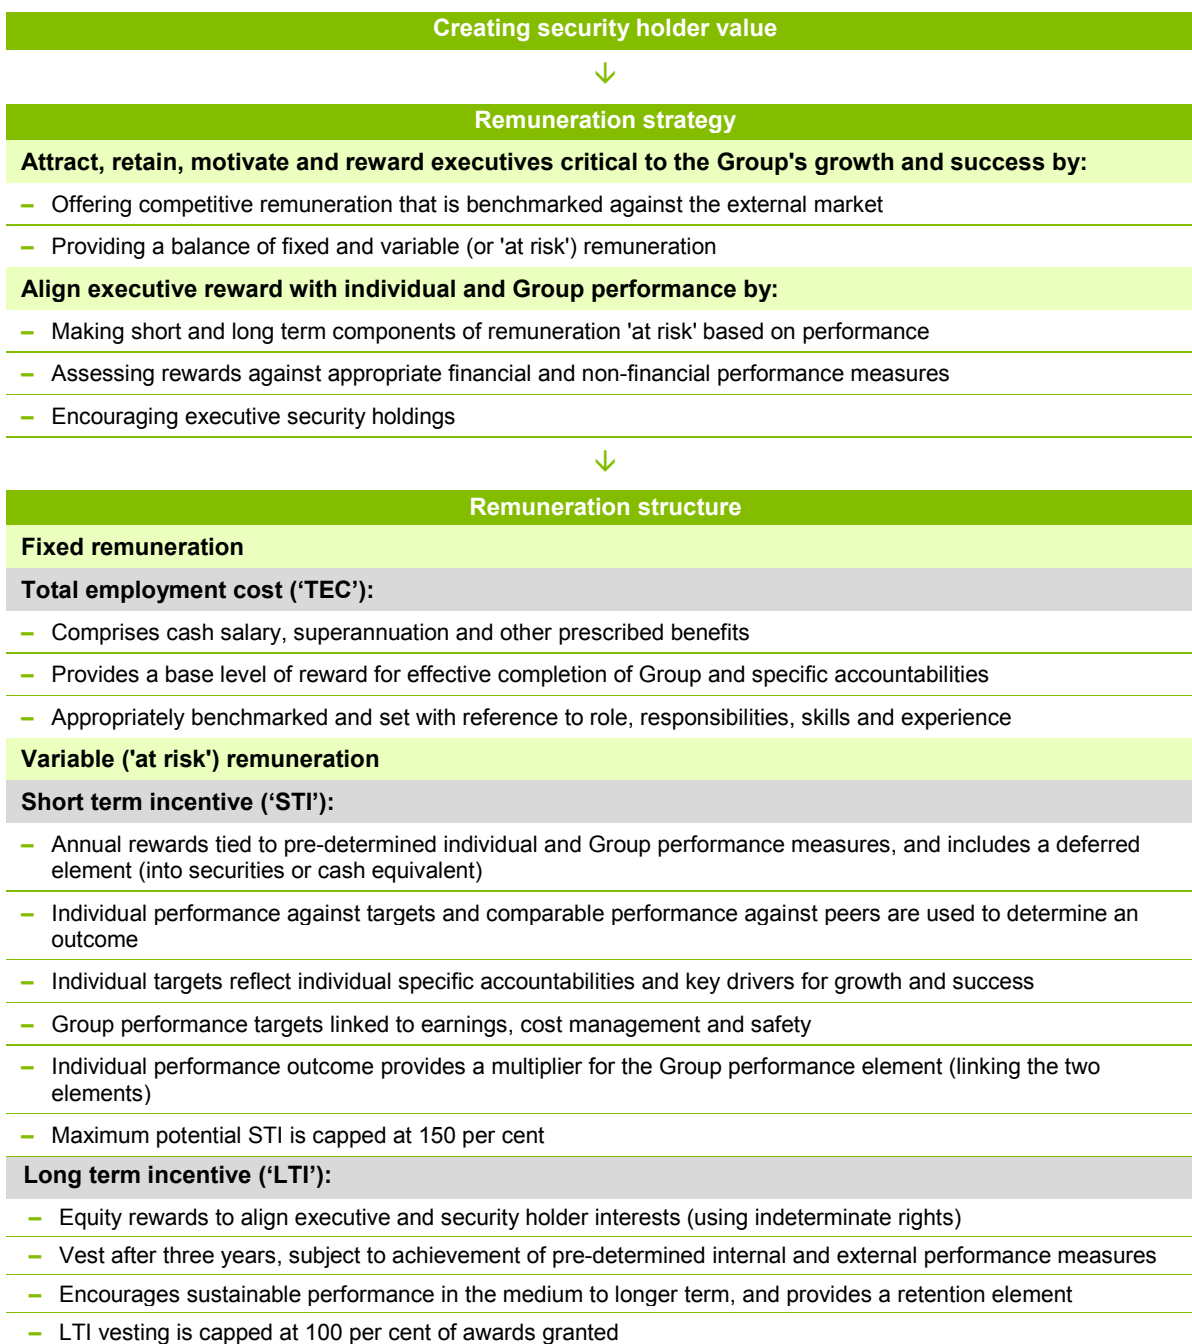 Creating security holder value
↓
Remuneration strategy
Attract, retain, motivate and reward executives critical to the Group's growth and success by:
– Offering competitive remuneration that is benchmarked against the external market
– Providing a balance of fixed and variable (or 'at risk') remuneration
Align executive reward with individual and Group performance by:
– Making short and long term components of remuneration 'at risk' based on performance
– Assessing rewards against appropriate financial and non-financial performance measures
– Encouraging executive security holdings
↓
Remuneration structure
Fixed remuneration
Total employment cost (‘TEC’):
– Comprises cash salary, superannuation and other prescribed benefits
– Provides a base level of reward for effective completion of Group and specific accountabilities
– Appropriately benchmarked and set with reference to role, responsibilities, skills and experience
Variable ('at risk') remuneration
Short term incentive (‘STI’):
– Annual rewards tied to pre-determined individual and Group performance measures, and includes a deferred
element (into securities or cash equivalent)
– Individual performance against targets and comparable performance against peers are used to determine an
outcome
– Individual targets reflect individual specific accountabilities and key drivers for growth and success
– Group performance targets linked to earnings, cost management and safety
– Individual performance outcome provides a multiplier for the Group performance element (linking the two
elements)
– Maximum potential STI is capped at 150 per cent
Long term incentive (‘LTI’):
– Equity rewards to align executive and security holder interests (using indeterminate rights)
– Vest after three years, subject to achievement of pre-determined internal and external performance measures
– Encourages sustainable performance in the medium to longer term, and provides a retention element
– LTI vesting is capped at 100 per cent of awards granted